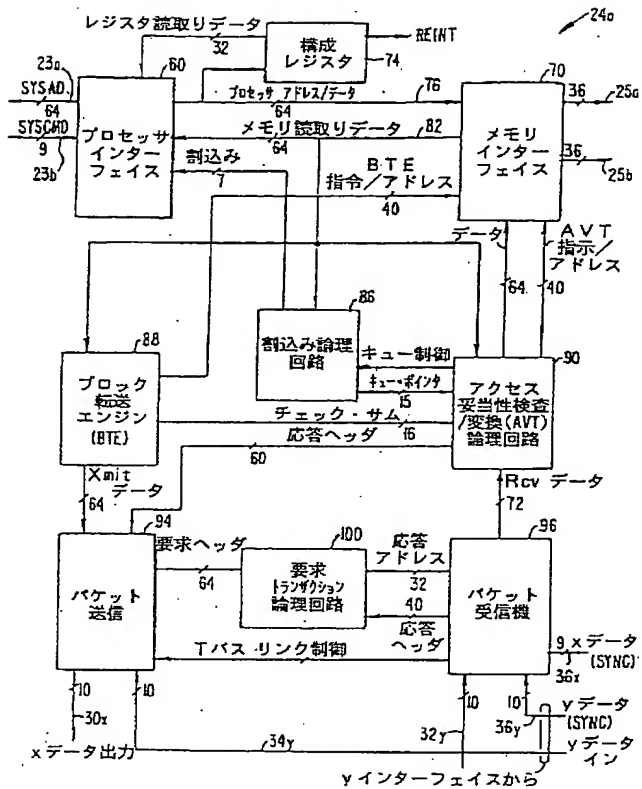 24a
レジスタ読取りデータ
32
構成
レジスタ
74
REINT
23a
60
70
SYSAD
64
SYSCMD
9
23b
プロセッサ
インター
フェイス
プロセッサ アドレス/データ
64
76
メモリ読取りデータ
64
82
割込み
7
BTE
指令/アドレス
40
メモリ
インター
フェイス
36
25a
36
25b
データ
64
AVT
指示/
アドレス
40
86
割込み論理
回路
キュー制御
キュー・ポインタ
15
88
ブロック
転送
エンジン
(BTE)
90
アクセス
妥当性検査
/変換(AVT)
論理回路
チェック・サム
16
応答ヘッダ
60
Xmit
データ
64
Rcv データ
72
94
パケット
送信
要求ヘッダ
64
100
要求
トランザクション
論理回路
応答
アドレス
32
40
応答
ヘッダ
96
パケット
受信機
Tバス・リンク制御
9
xデータ
(SYNC)
36x
10
10
30x
xデータ出力
34y
10
10
32y
36y
yデータ
(SYNC)
yデータ
イン
yインターフェイスから